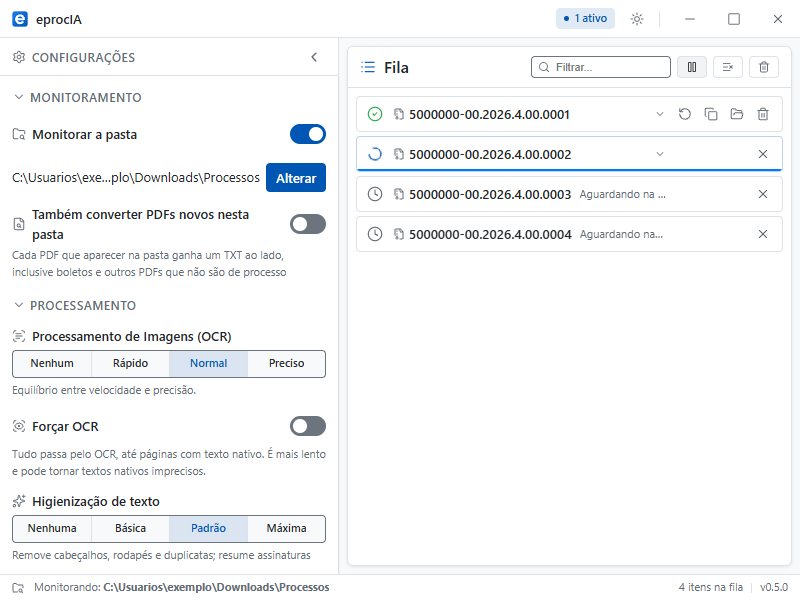 eprocIA
1 ativo
CONFIGURAÇÕES
MONITORAMENTO
Monitorar a pasta
C:\Usuarios\exe...plo\Downloads\Processos
Alterar
Também converter PDFs novos nesta
pasta
Cada PDF que aparecer na pasta ganha um TXT ao lado,
inclusive boletos e outros PDFs que não são de processo
PROCESSAMENTO
Processamento de Imagens (OCR)
Nenhum Rápido Normal Preciso
Equilíbrio entre velocidade e precisão.
Forçar OCR
Tudo passa pelo OCR, até páginas com texto nativo. É mais lento
e pode tornar textos nativos imprecisos.
Higienização de texto
Nenhuma Básica Padrão Máxima
Remove cabeçalhos, rodapés e duplicatas; resume assinaturas
Fila
Filtrar...
5000000-00.2026.4.00.0001
5000000-00.2026.4.00.0002
5000000-00.2026.4.00.0003 Aguardando na ...
5000000-00.2026.4.00.0004 Aguardando na...
Monitorando: C:\Usuarios\exemplo\Downloads\Processos
4 itens na fila
v0.5.0